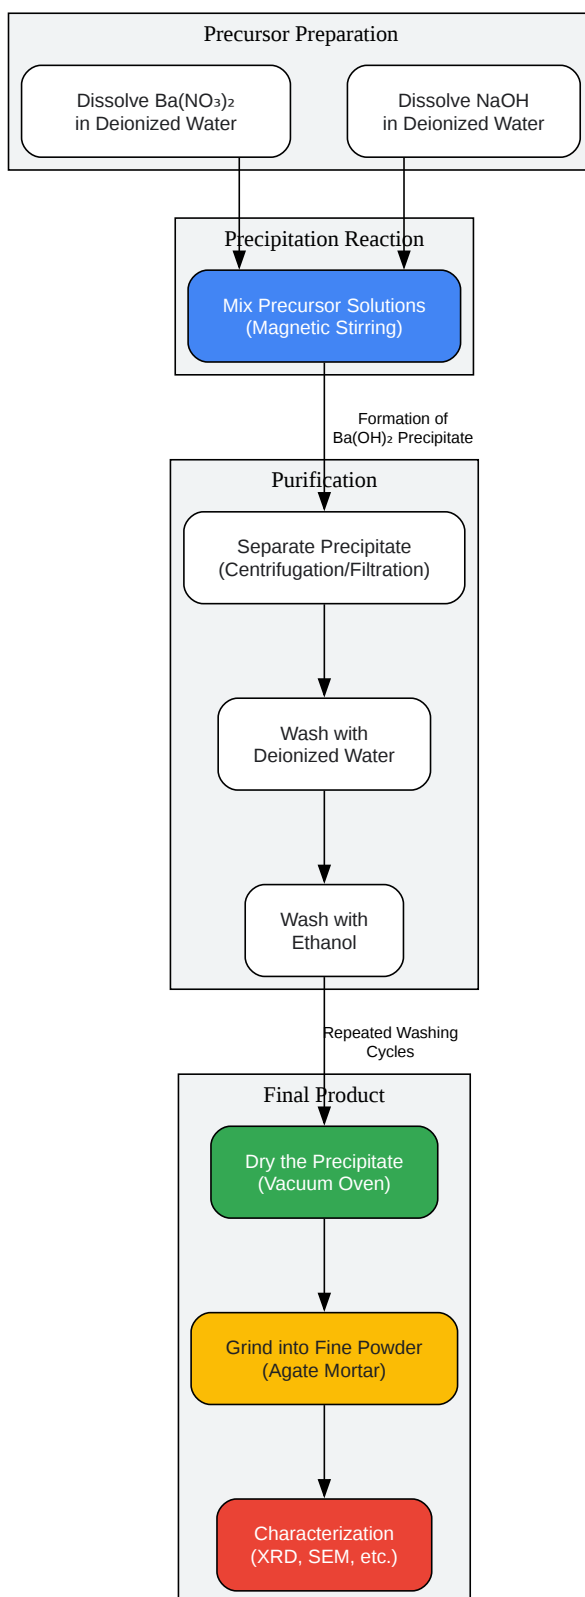 Precursor Preparation
Dissolve Ba(NO₃)₂
in Deionized Water
Dissolve NaOH
in Deionized Water
Precipitation Reaction
Mix Precursor Solutions
(Magnetic Stirring)
Formation of
Ba(OH)₂ Precipitate
Purification
Separate Precipitate
(Centrifugation/Filtration)
Wash with
Deionized Water
Wash with
Ethanol
Repeated Washing
Cycles
Final Product
Dry the Precipitate
(Vacuum Oven)
Grind into Fine Powder
(Agate Mortar)
Characterization
(XRD, SEM, etc.)